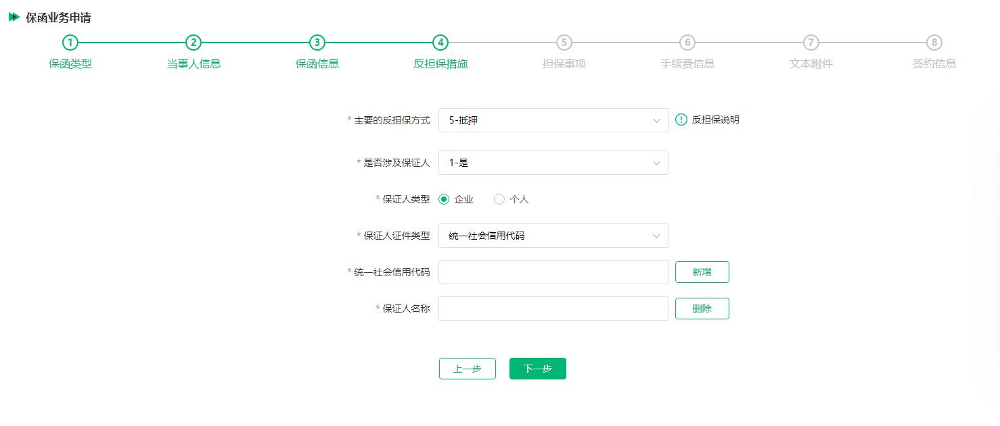 保函业务申请
1 2 3 4 5 6 7 8
保函类型 当事人信息 保函信息 反担保措施 担保事项 手续费信息 文本附件 签约信息
* 主要的反担保方式 5-抵押 反担保说明
* 是否涉及保证人 1-是
* 保证人类型 企业 个人
* 保证人证件类型 统一社会信用代码
* 统一社会信用代码 新增
* 保证人名称 删除
上一步 下一步